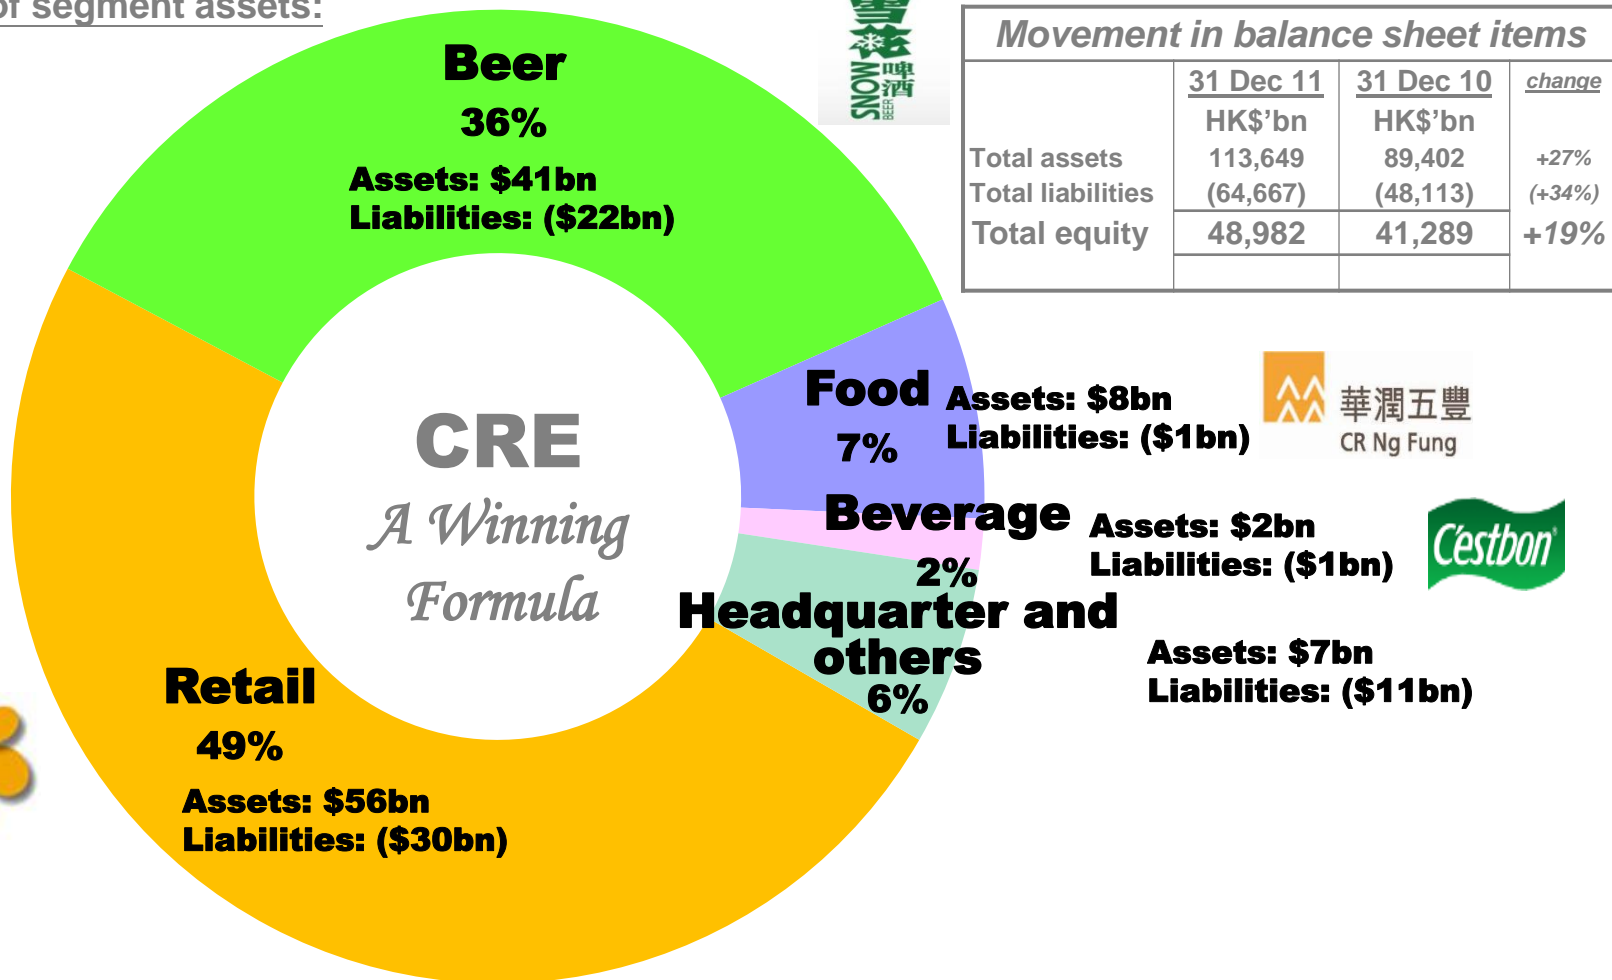 of segment assets:
Beer
36%
Assets: $41bn
Liabilities: ($22bn)
雪花
SNOW
BEER
啤酒
Movement in balance sheet items
31 Dec 11 31 Dec 10 change
HK$’bn HK$’bn
Total assets 113,649 89,402 +27%
Total liabilities (64,667) (48,113) (+34%)
Total equity 48,982 41,289 +19%
Food
7%
Assets: $8bn
Liabilities: ($1bn)
華潤五豐
CR Ng Fung
CRE
A Winning
Formula
Beverage
2%
Assets: $2bn
Liabilities: ($1bn)
C'estbon
Headquarter and
others
6%
Assets: $7bn
Liabilities: ($11bn)
Retail
49%
Assets: $56bn
Liabilities: ($30bn)